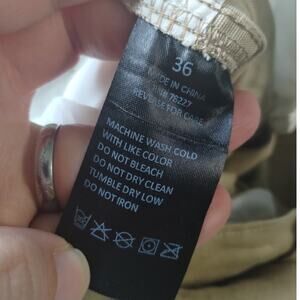 36
MADE IN CHINA
78227
REVERSE FOR CARE
MACHINE WASH COLD
WITH LIKE COLOR
DO NOT BLEACH
DO NOT DRY CLEAN
TUMBLE DRY LOW
DO NOT IRON